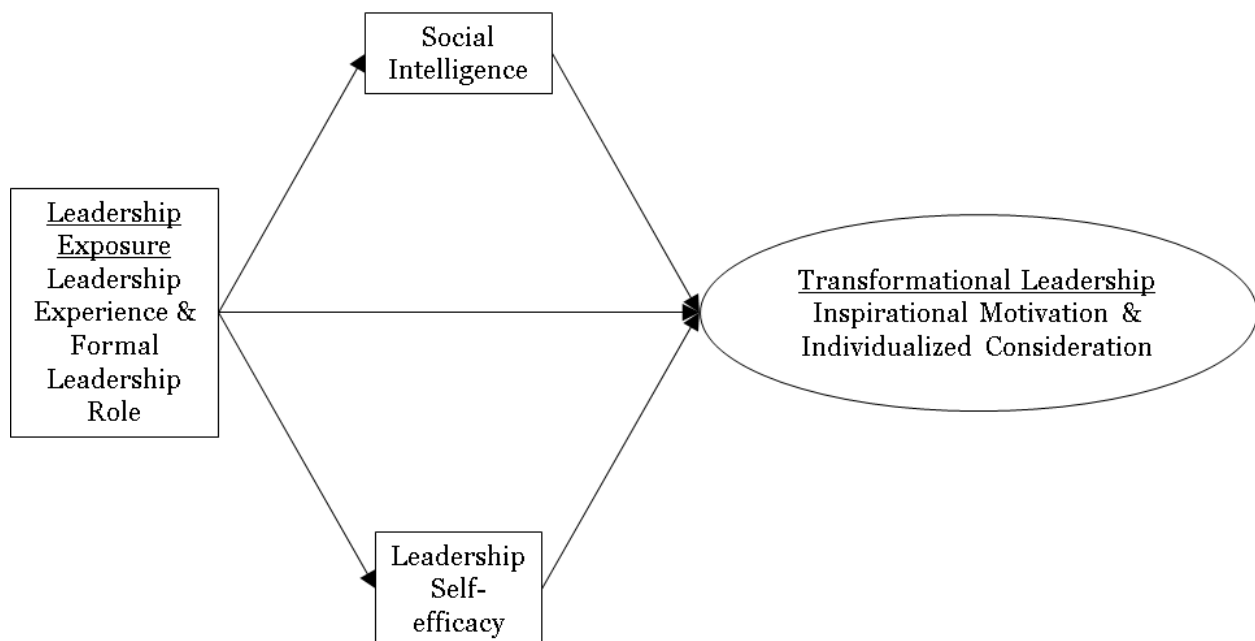 Social
Intelligence
Leadership
Exposure
Leadership
Experience &
Formal
Leadership
Role
Transformational Leadership
Inspirational Motivation &
Individualized Consideration
Leadership
Self-
efficacy